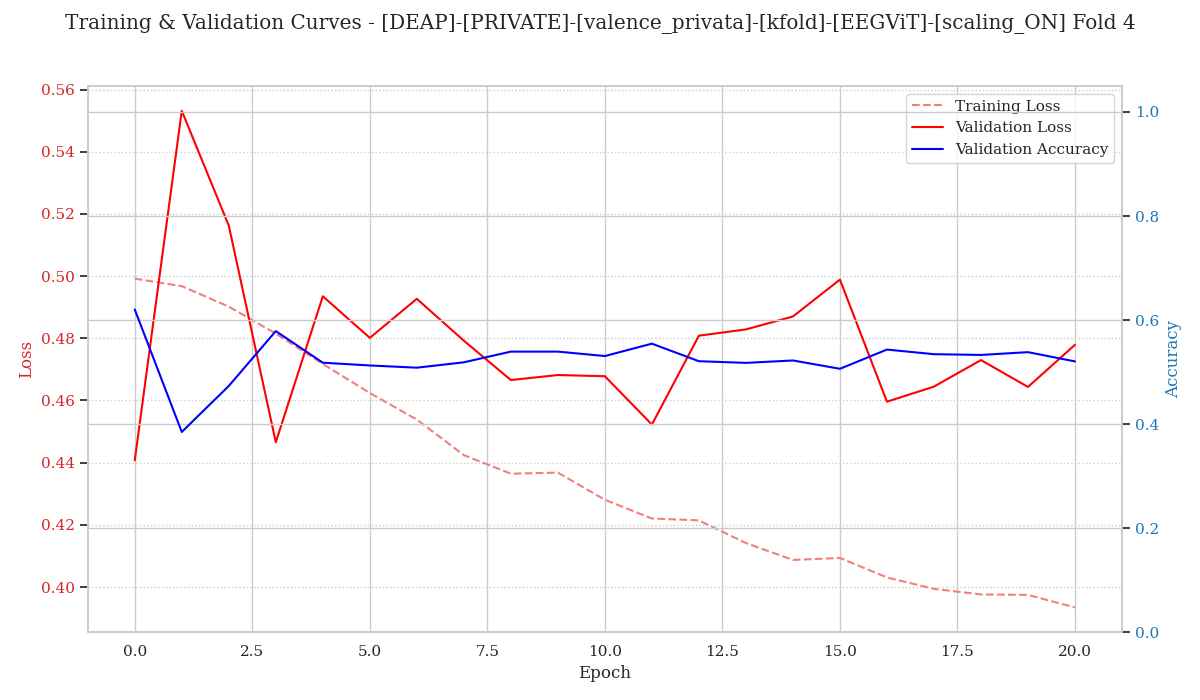 Training & Validation Curves - [DEAP]-[PRIVATE]-[valence_privata]-[kfold]-[EEGViT]-[scaling_ON] Fold 4
Training Loss
Validation Loss
Validation Accuracy
0.56
0.54
0.52
0.50
0.48
0.46
0.44
0.42
0.40
Loss
1.0
0.8
0.6
0.4
0.2
0.0
Accuracy
0.0 2.5 5.0 7.5 10.0 12.5 15.0 17.5 20.0
Epoch